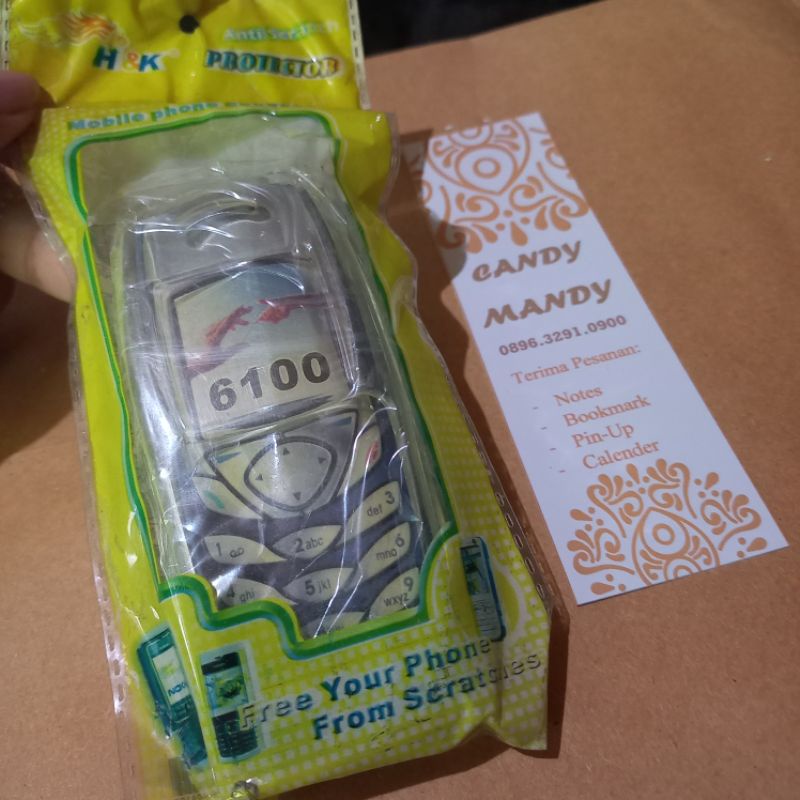 H&K
PROTECTOR
Mobile phone
6100
def 3
1
2abc
mno 6
4 ghi
5 jkl
wxyz 9
NOKIA
Free Your Phone
From Scratches
CANDY
MANDY
0896.3291.0900
Terima Pesanan:
- Notes
- Bookmark
- Pin-Up
- Calender